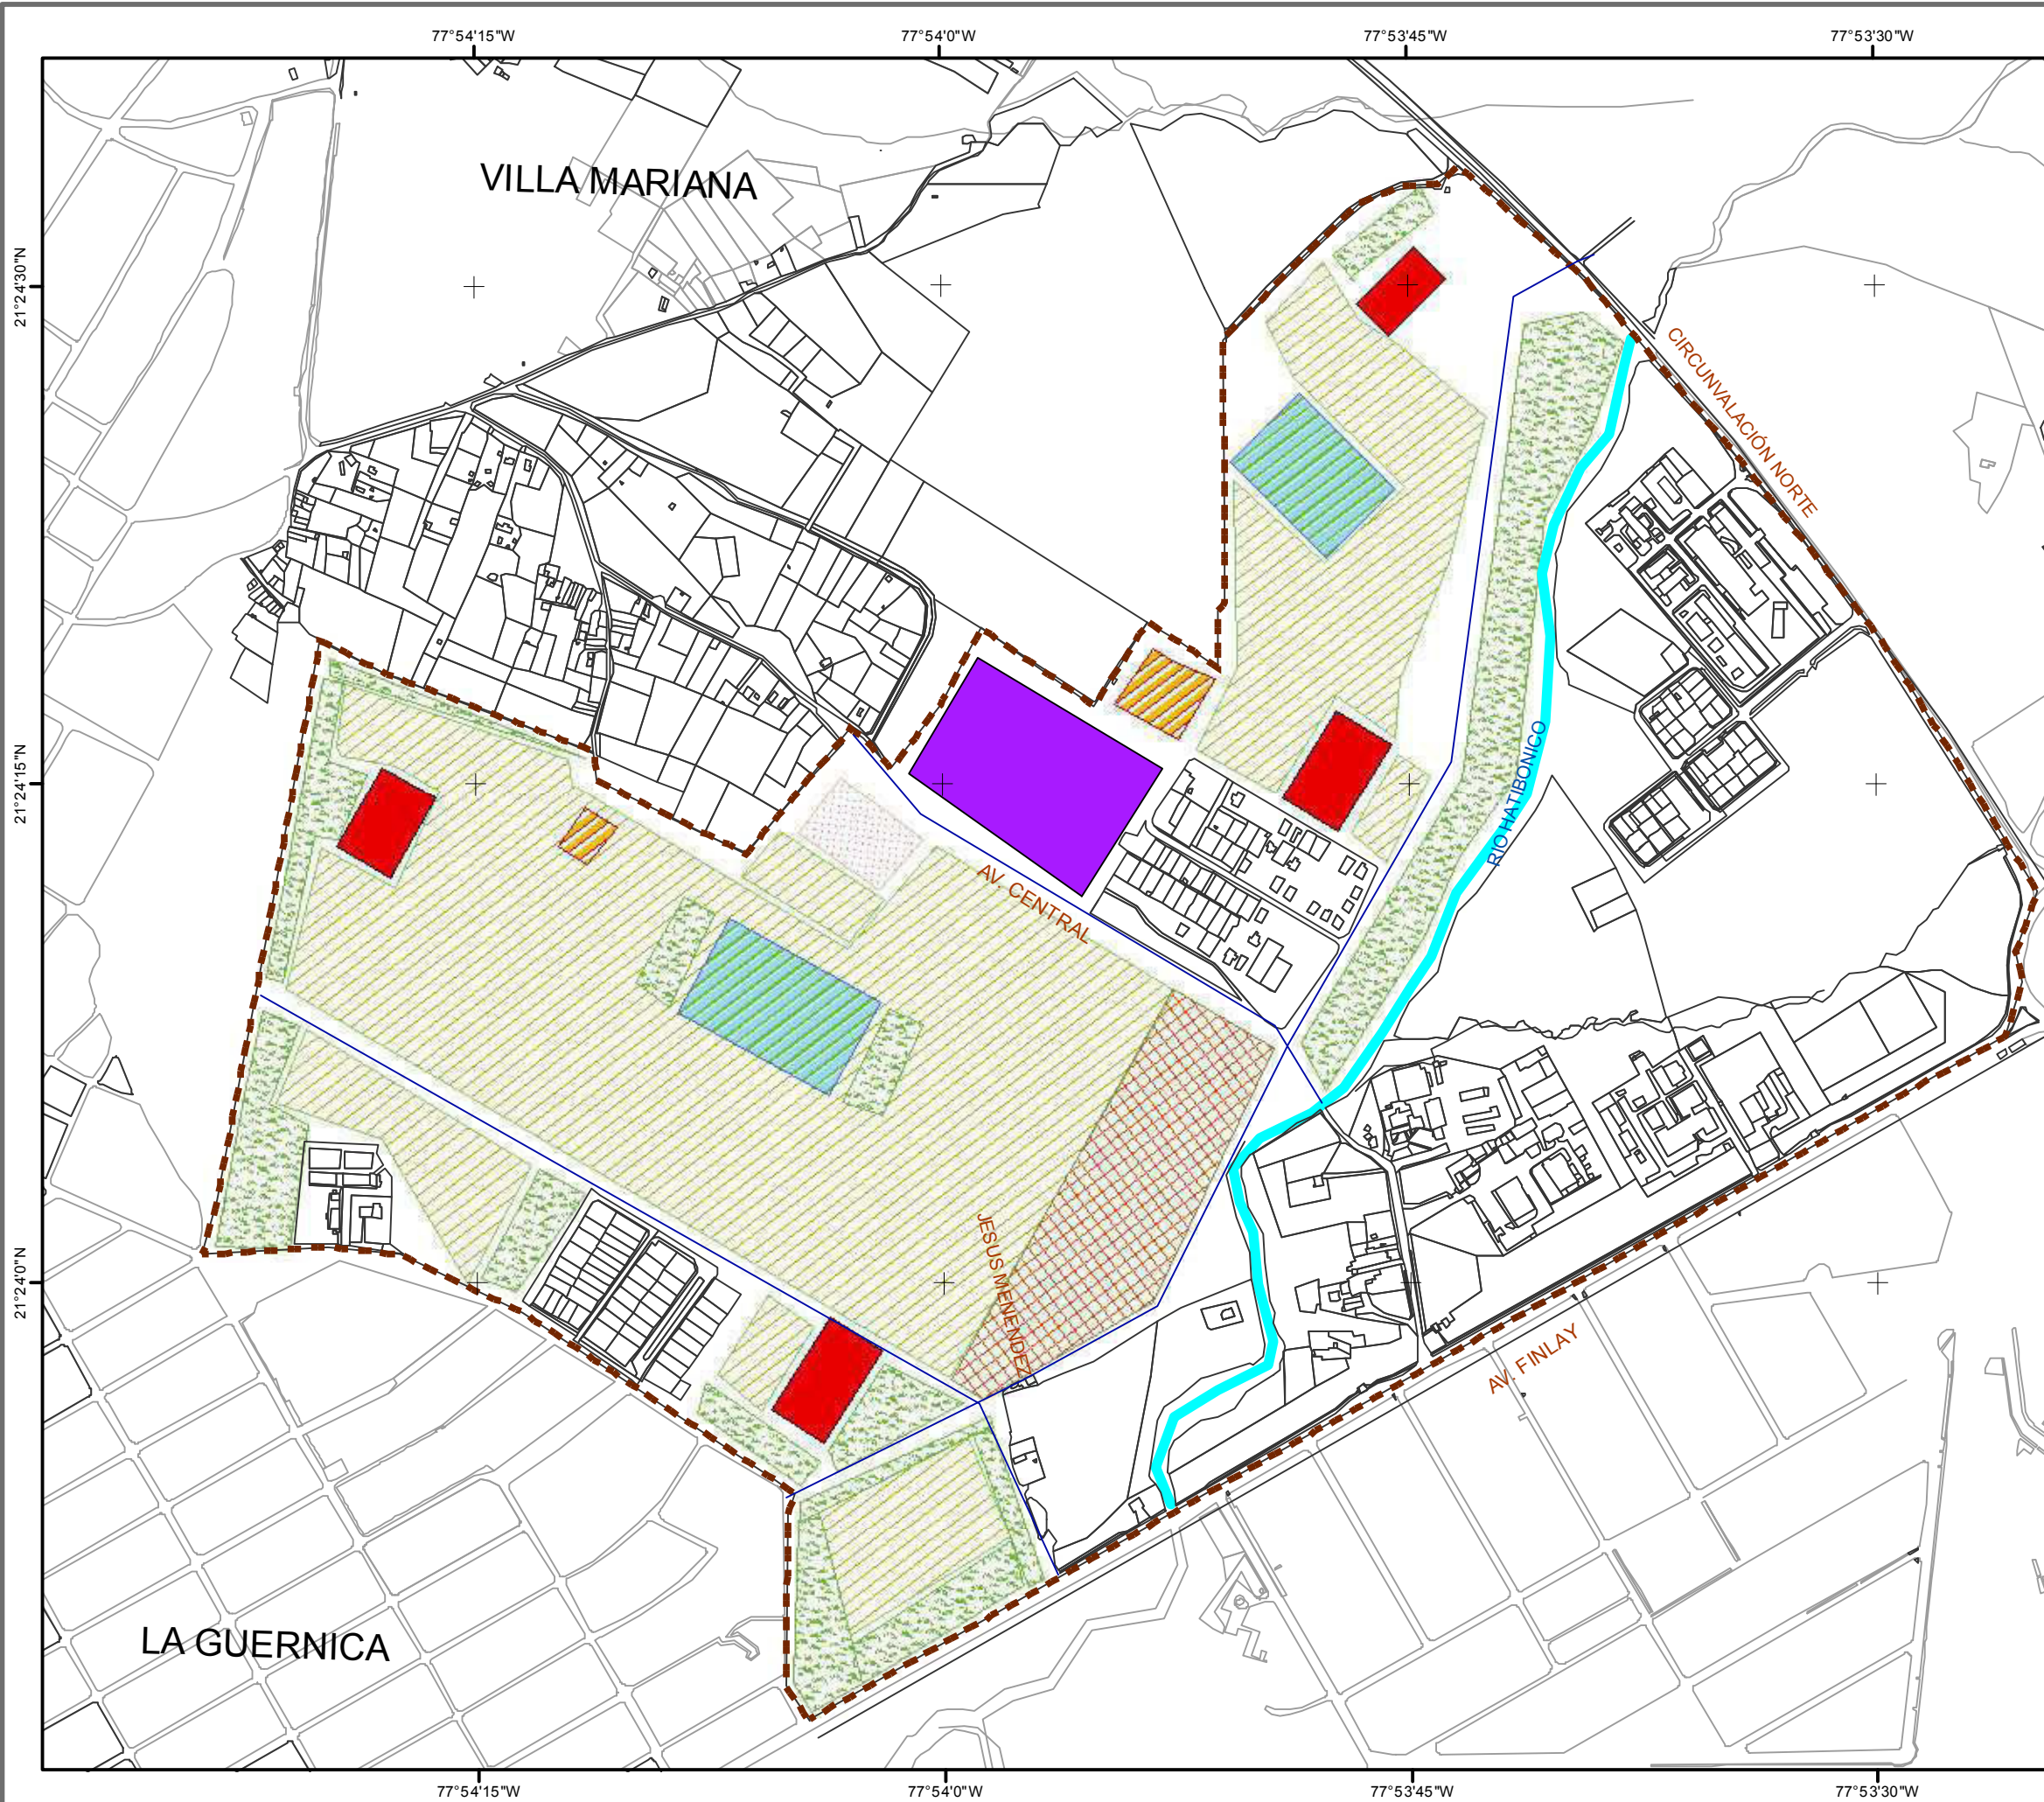 77°54'15"W
77°54'0"W
77°53'45"W
77°53'30"W
VILLA MARIANA
21°24'30"N
CIRCUNVALACIÓN NORTE
21°24'15"N
RIO HATIBONICO
AV. CENTRAL
JESUS MENENDEZ
21°24'0"N
AV. FINLAY
LA GUERNICA
77°54'15"W
77°54'0"W
77°53'45"W
77°53'30"W